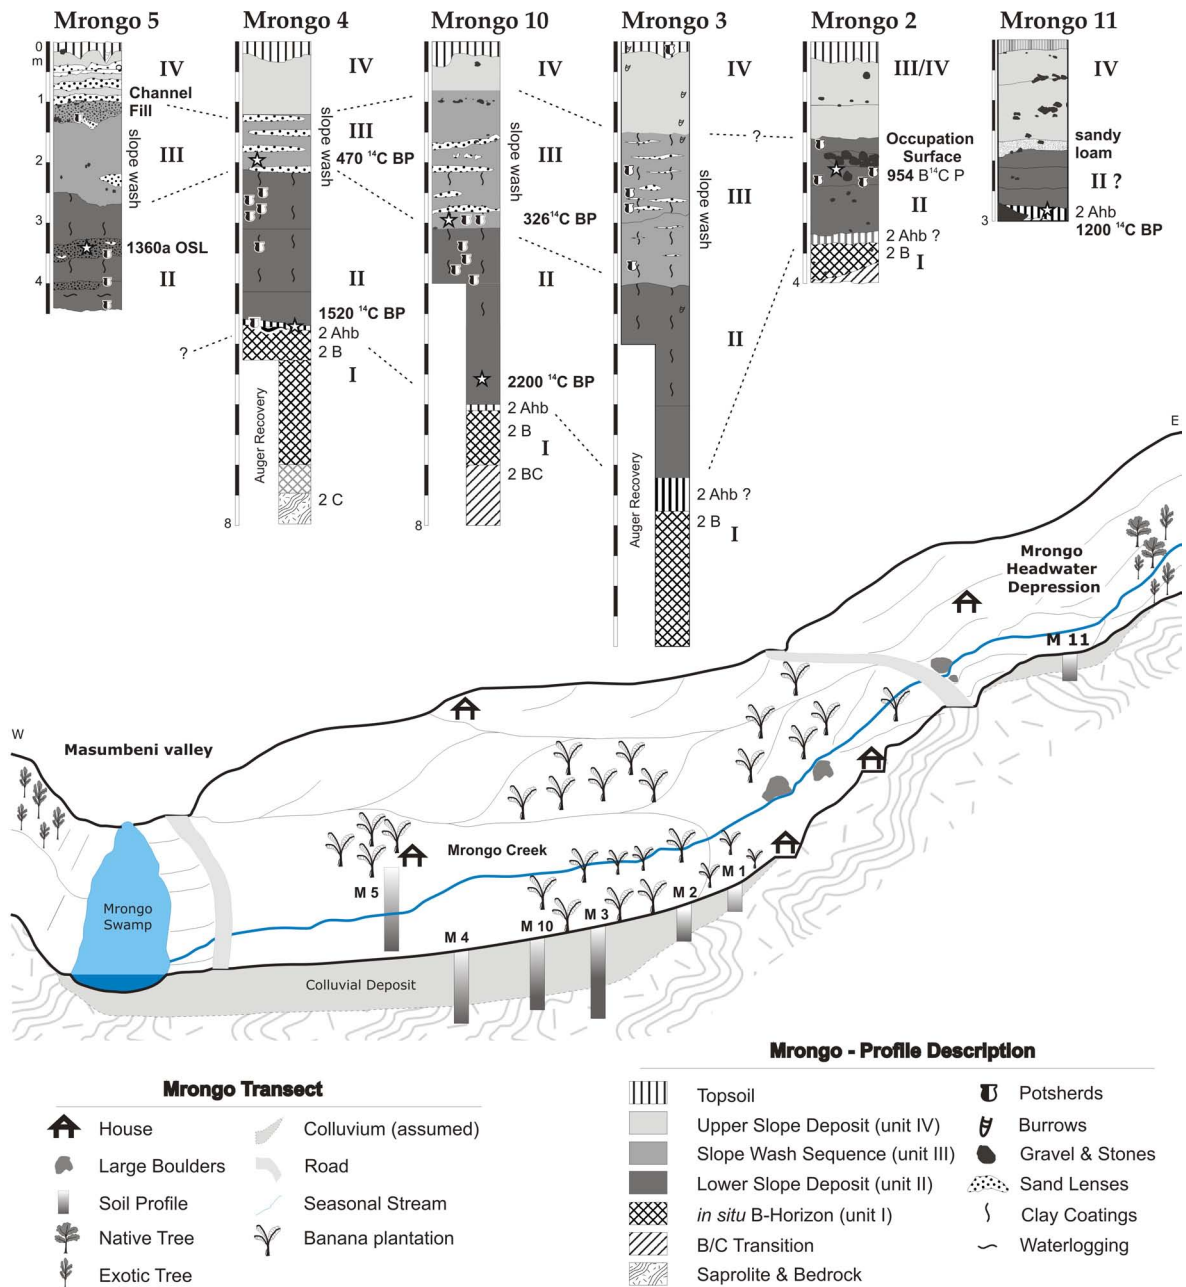 Mrongo 5
Mrongo 4
Mrongo 10
Mrongo 3
Mrongo 2
Mrongo 11
0
m
1
2
3
4
IV
Channel
Fill
III
slope wash
1360a OSL
II
?
IV
slope wash
III
470 ¹⁴C BP
II
1520 ¹⁴C BP
2 Ahb
2 B
I
Auger Recovery
2 C
8
IV
slope wash
III
326¹⁴C BP
II
2200 ¹⁴C BP
2 Ahb
2 B
I
2 BC
8
IV
III
slope wash
II
Auger Recovery
2 Ahb ?
2 B
I
?
III/IV
Occupation
Surface
954 B¹⁴C P
II
2 Ahb ?
2 B
I
4
IV
sandy
loam
II ?
2 Ahb
1200 ¹⁴C BP
3
E
Mrongo
Headwater
Depression
M 11
W
Masumbeni valley
Mrongo Creek
M 5
M 1
M 2
M 3
M 10
M 4
Mrongo
Swamp
Colluvial Deposit
Mrongo Transect
House
Colluvium (assumed)
Large Boulders
Road
Soil Profile
Seasonal Stream
Native Tree
Banana plantation
Exotic Tree
Mrongo - Profile Description
Topsoil
Potsherds
Upper Slope Deposit (unit IV)
Burrows
Slope Wash Sequence (unit III)
Gravel & Stones
Lower Slope Deposit (unit II)
Sand Lenses
in situ B-Horizon (unit I)
Clay Coatings
B/C Transition
Waterlogging
Saprolite & Bedrock